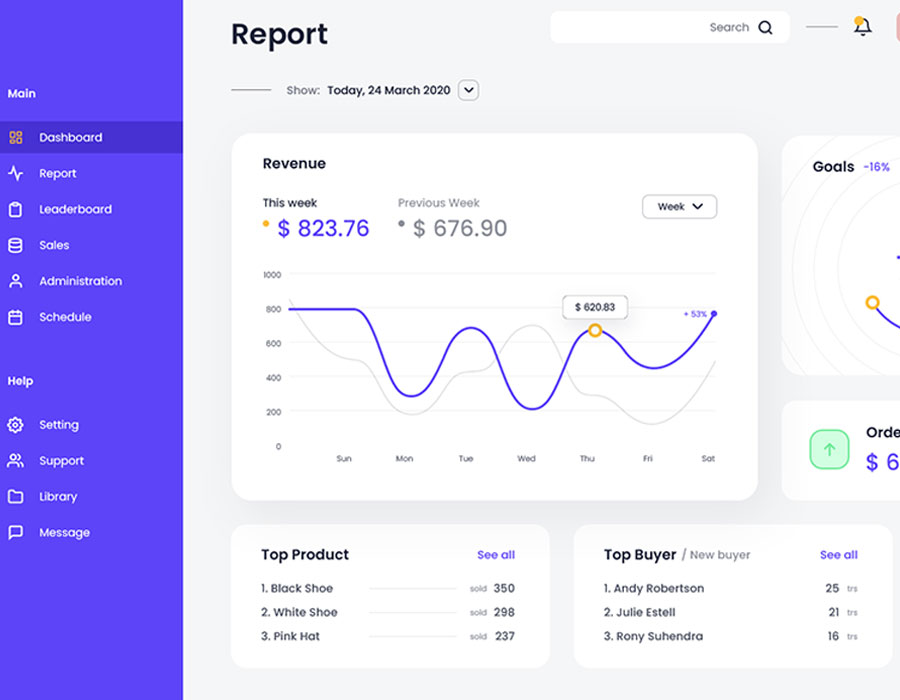 Main
Dashboard
Report
Leaderboard
Sales
Administration
Schedule
Help
Setting
Support
Library
Message
Report
Search
Show: Today, 24 March 2020
Revenue
This week
$ 823.76
Previous Week
$ 676.90
Week
1000
800
600
400
200
0
$ 620.83
+ 53%
Sun Mon Tue Wed Thu Fri Sat
Goals -16%
Orde
$ 6
Top Product See all
1. Black Shoe sold 350
2. White Shoe sold 298
3. Pink Hat sold 237
Top Buyer / New buyer See all
1. Andy Robertson 25 trs
2. Julie Estell 21 trs
3. Rony Suhendra 16 trs